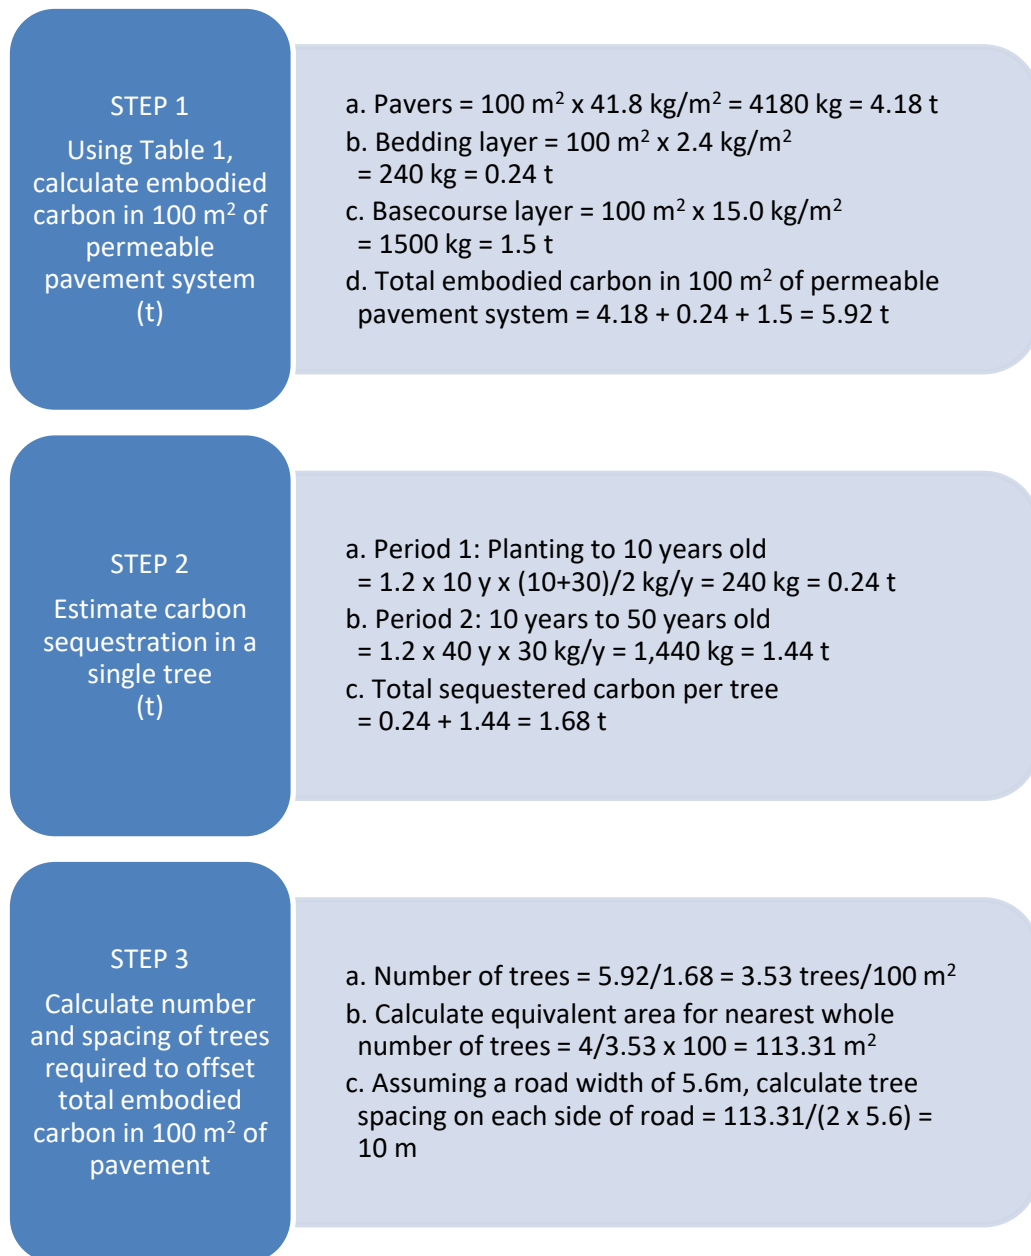 STEP 1
Using Table 1,
calculate embodied
carbon in 100 m² of
permeable
pavement system
(t)
a. Pavers = 100 m² x 41.8 kg/m² = 4180 kg = 4.18 t
b. Bedding layer = 100 m² x 2.4 kg/m²
= 240 kg = 0.24 t
c. Basecourse layer = 100 m² x 15.0 kg/m²
= 1500 kg = 1.5 t
d. Total embodied carbon in 100 m² of permeable
pavement system = 4.18 + 0.24 + 1.5 = 5.92 t
STEP 2
Estimate carbon
sequestration in a
single tree
(t)
a. Period 1: Planting to 10 years old
= 1.2 x 10 y x (10+30)/2 kg/y = 240 kg = 0.24 t
b. Period 2: 10 years to 50 years old
= 1.2 x 40 y x 30 kg/y = 1,440 kg = 1.44 t
c. Total sequestered carbon per tree
= 0.24 + 1.44 = 1.68 t
STEP 3
Calculate number
and spacing of trees
required to offset
total embodied
carbon in 100 m² of
pavement
a. Number of trees = 5.92/1.68 = 3.53 trees/100 m²
b. Calculate equivalent area for nearest whole
number of trees = 4/3.53 x 100 = 113.31 m²
c. Assuming a road width of 5.6m, calculate tree
spacing on each side of road = 113.31/(2 x 5.6) =
10 m